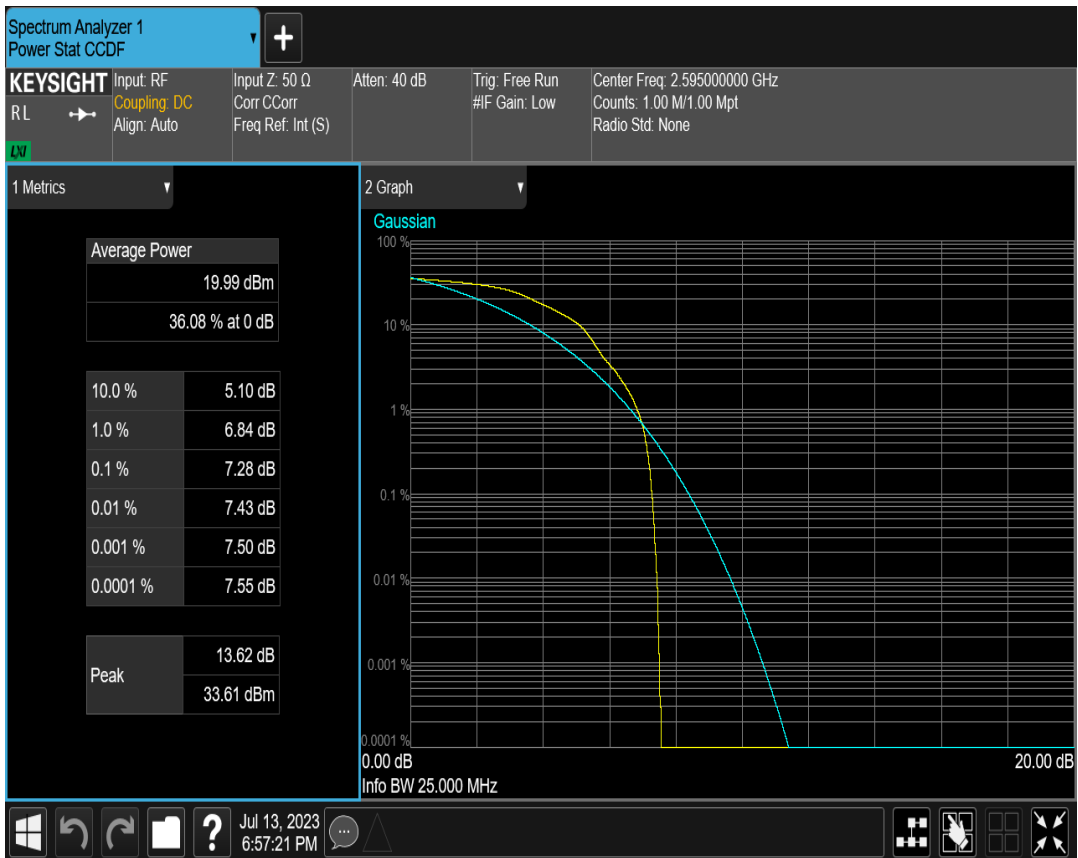 Spectrum Analyzer 1
Power Stat CCDF
KEYSIGHT
RL
LXI
Input: RF
Coupling: DC
Align: Auto
Input Z: 50 Ω
Corr CCorr
Freq Ref: Int (S)
Atten: 40 dB
Trig: Free Run
#IF Gain: Low
Center Freq: 2.595000000 GHz
Counts: 1.00 M/1.00 Mpt
Radio Std: None
1 Metrics
Average Power
19.99 dBm
36.08 % at 0 dB
10.0 % 5.10 dB
1.0 % 6.84 dB
0.1 % 7.28 dB
0.01 % 7.43 dB
0.001 % 7.50 dB
0.0001 % 7.55 dB
Peak
13.62 dB
33.61 dBm
2 Graph
Gaussian
100 %
10 %
1 %
0.1 %
0.01 %
0.001 %
0.0001 %
0.00 dB 20.00 dB
Info BW 25.000 MHz
Jul 13, 2023
6:57:21 PM